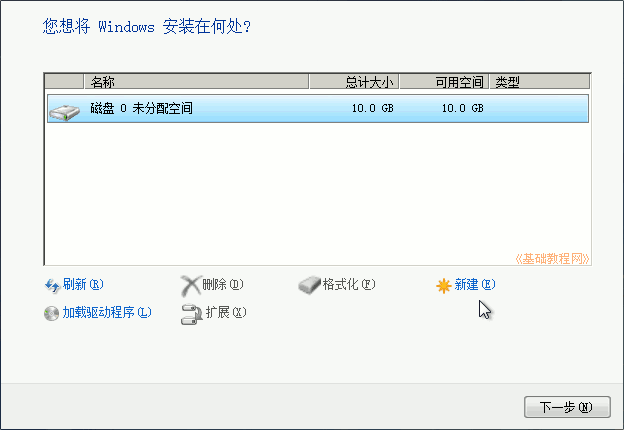 您想将 Windows 安装在何处?
名称 总计大小 可用空间 类型
磁盘 0 未分配空间 10.0 GB 10.0 GB
《基础教程网》
刷新(R) 删除(D) 格式化(F) 新建(E)
加载驱动程序(L) 扩展(X)
下一步(N)